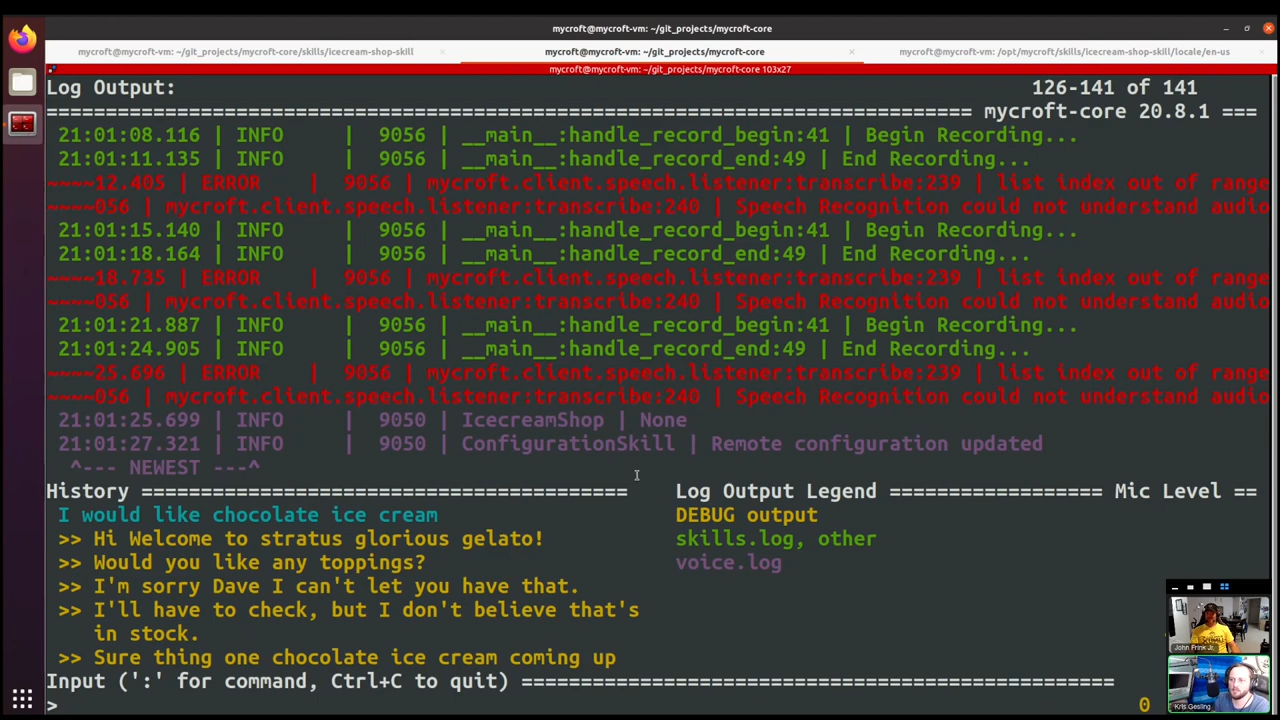 mycroft@mycroft-vm: ~/git_projects/mycroft-core
mycroft@mycroft-vm: ~/git_projects/mycroft-core/skills/icecream-shop-skill
mycroft@mycroft-vm: ~/git_projects/mycroft-core
mycroft@mycroft-vm: /opt/mycroft/skills/icecream-shop-skill/locale/en-us
mycroft@mycroft-vm: ~/git_projects/mycroft-core 103x27
Log Output: 126-141 of 141
============================================================================== mycroft-core 20.8.1 ===
21:01:08.116 | INFO | 9056 | __main__:handle_record_begin:41 | Begin Recording...
21:01:11.135 | INFO | 9056 | __main__:handle_record_end:49 | End Recording...
~~~~12.405 | ERROR | 9056 | mycroft.client.speech.listener:transcribe:239 | list index out of range
~~~~056 | mycroft.client.speech.listener:transcribe:240 | Speech Recognition could not understand audio
21:01:15.140 | INFO | 9056 | __main__:handle_record_begin:41 | Begin Recording...
21:01:18.164 | INFO | 9056 | __main__:handle_record_end:49 | End Recording...
~~~~18.735 | ERROR | 9056 | mycroft.client.speech.listener:transcribe:239 | list index out of range
~~~~056 | mycroft.client.speech.listener:transcribe:240 | Speech Recognition could not understand audio
21:01:21.887 | INFO | 9056 | __main__:handle_record_begin:41 | Begin Recording...
21:01:24.905 | INFO | 9056 | __main__:handle_record_end:49 | End Recording...
~~~~25.696 | ERROR | 9056 | mycroft.client.speech.listener:transcribe:239 | list index out of range
~~~~056 | mycroft.client.speech.listener:transcribe:240 | Speech Recognition could not understand audio
21:01:25.699 | INFO | 9050 | IcecreamShop | None
21:01:27.321 | INFO | 9050 | ConfigurationSkill | Remote configuration updated
^--- NEWEST ---^
History ========================================= Log Output Legend ================== Mic Level ==
I would like chocolate ice cream DEBUG output
>> Hi Welcome to stratus glorious gelato! skills.log, other
>> Would you like any toppings? voice.log
>> I'm sorry Dave I can't let you have that.
>> I'll have to check, but I don't believe that's
in stock.
>> Sure thing one chocolate ice cream coming up
Input (':' for command, Ctrl+C to quit) ==================================================
> 0
John Frink Jr.
Kris Gesling